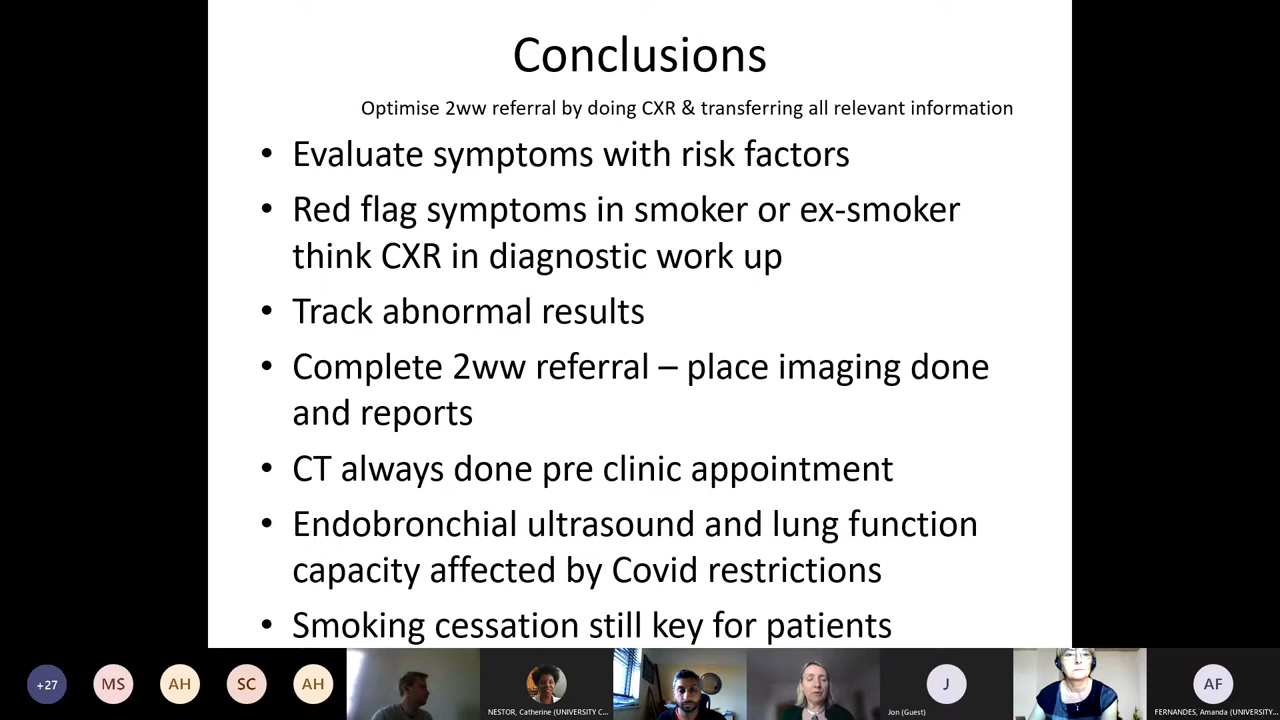 Conclusions
Optimise 2ww referral by doing CXR & transferring all relevant information
• Evaluate symptoms with risk factors
• Red flag symptoms in smoker or ex-smoker
think CXR in diagnostic work up
• Track abnormal results
• Complete 2ww referral – place imaging done
and reports
• CT always done pre clinic appointment
• Endobronchial ultrasound and lung function
capacity affected by Covid restrictions
• Smoking cessation still key for patients
+27 MS AH SC AH J AF
NESTOR, Catherine (UNIVERSITY C... Jon (Guest) FERNANDES, Amanda (UNIVERSITY...